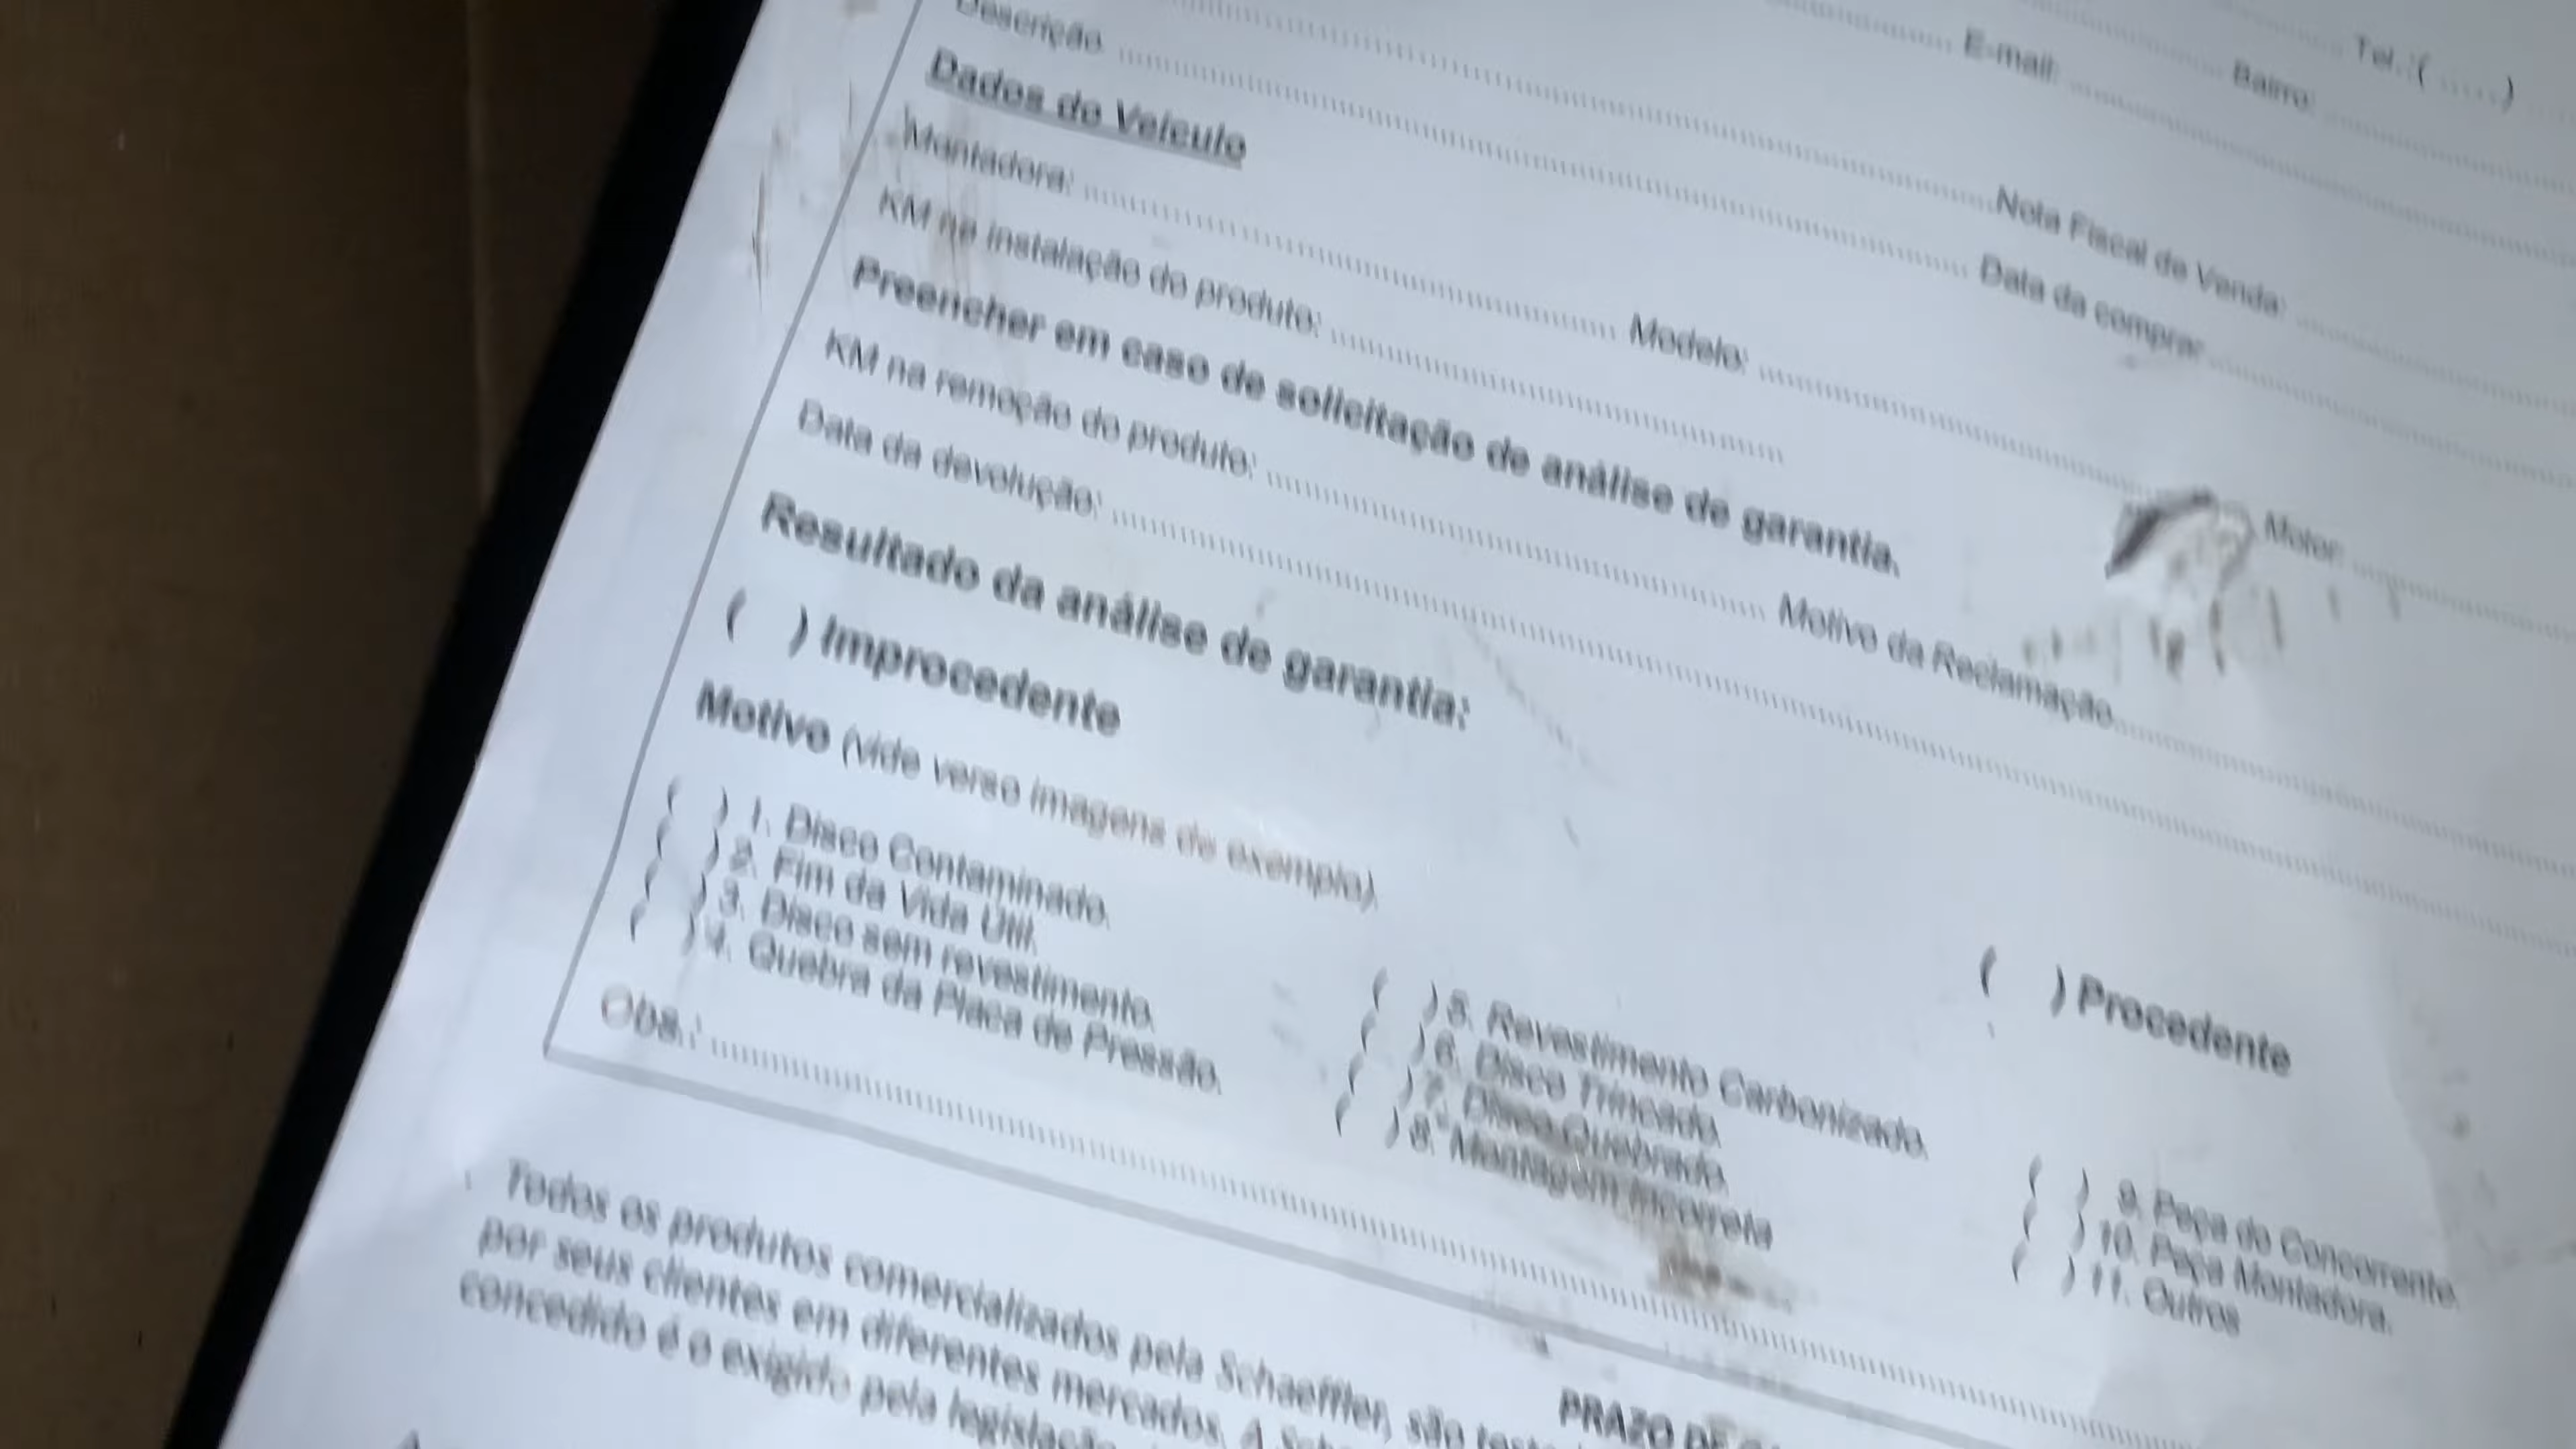 Tel.:(.....)
Bairro:
E-mail:
Nota Fiscal de Venda:
Descrição Data da compra:
Dados do Veículo
Montadora: Modelo: Motor:
KM na instalação do produto:
Preencher em caso de solicitação de análise de garantia.
KM na remoção do produto: Motivo da Reclamação
Data da devolução:
Resultado da análise de garantia:
( ) Improcedente ( ) Procedente
Motivo (vide verso imagens de exemplo)
( ) 1. Disco Contaminado. ( ) 5. Revestimento Carbonizado. ( ) 9. Peça do Concorrente.
( ) 2. Fim da Vida Útil. ( ) 6. Disco Trincado. ( ) 10. Peça Montadora.
( ) 3. Disco sem revestimento. ( ) 7. Disco Quebrado. ( ) 11. Outros
( ) 4. Quebra da Placa de Pressão. ( ) 8. Montagem Incorreta
Obs.:
PRAZO DE
Todos os produtos comercializados pela Schaeffler, são
por seus clientes em diferentes mercados. A
concedido é o exigido pela legislação